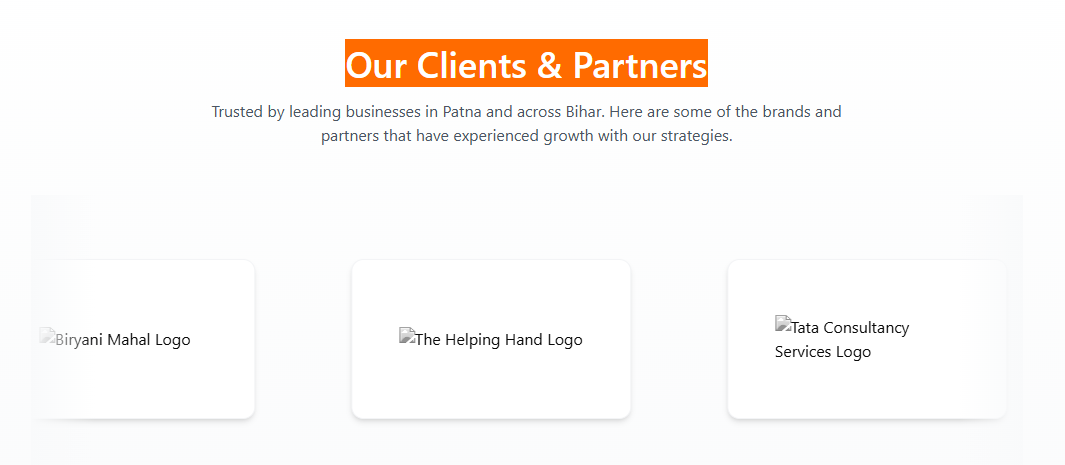 Our Clients & Partners
Trusted by leading businesses in Patna and across Bihar. Here are some of the brands and
partners that have experienced growth with our strategies.
Biryani Mahal Logo
The Helping Hand Logo
Tata Consultancy
Services Logo